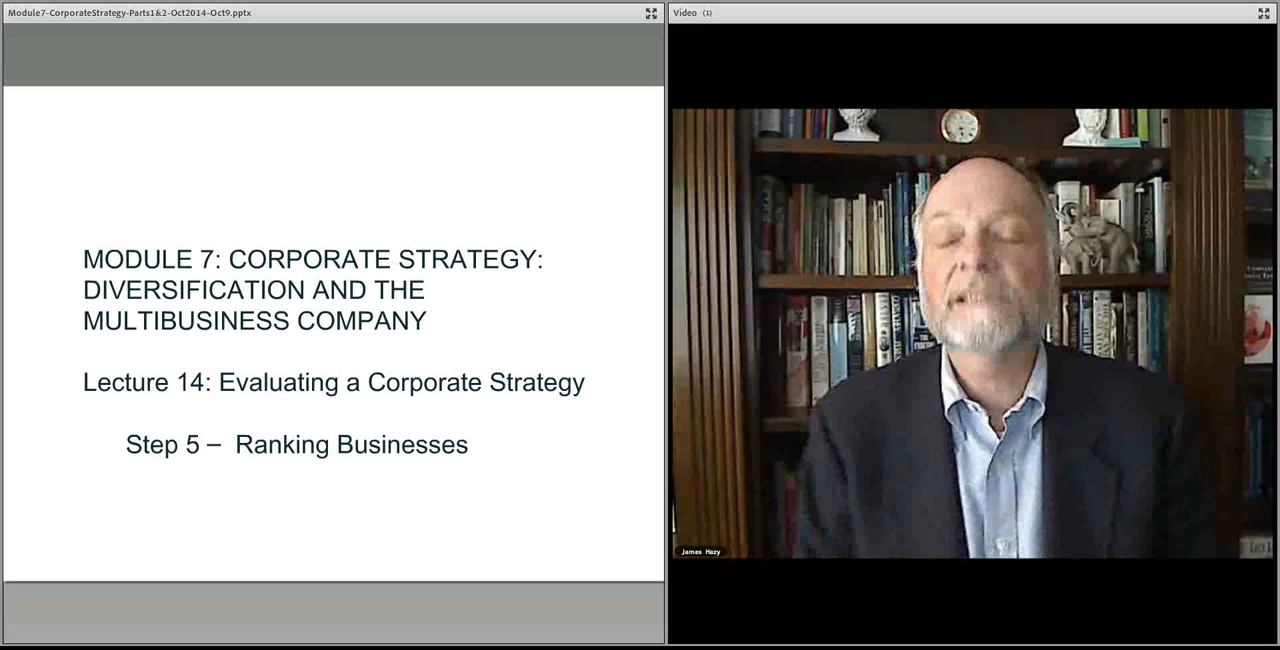 Module7-CorporateStrategy-Parts1&2-Oct2014-Oct9.pptx
Video (1)
MODULE 7: CORPORATE STRATEGY:
DIVERSIFICATION AND THE
MULTIBUSINESS COMPANY
Lecture 14: Evaluating a Corporate Strategy
Step 5 – Ranking Businesses
James Hazy